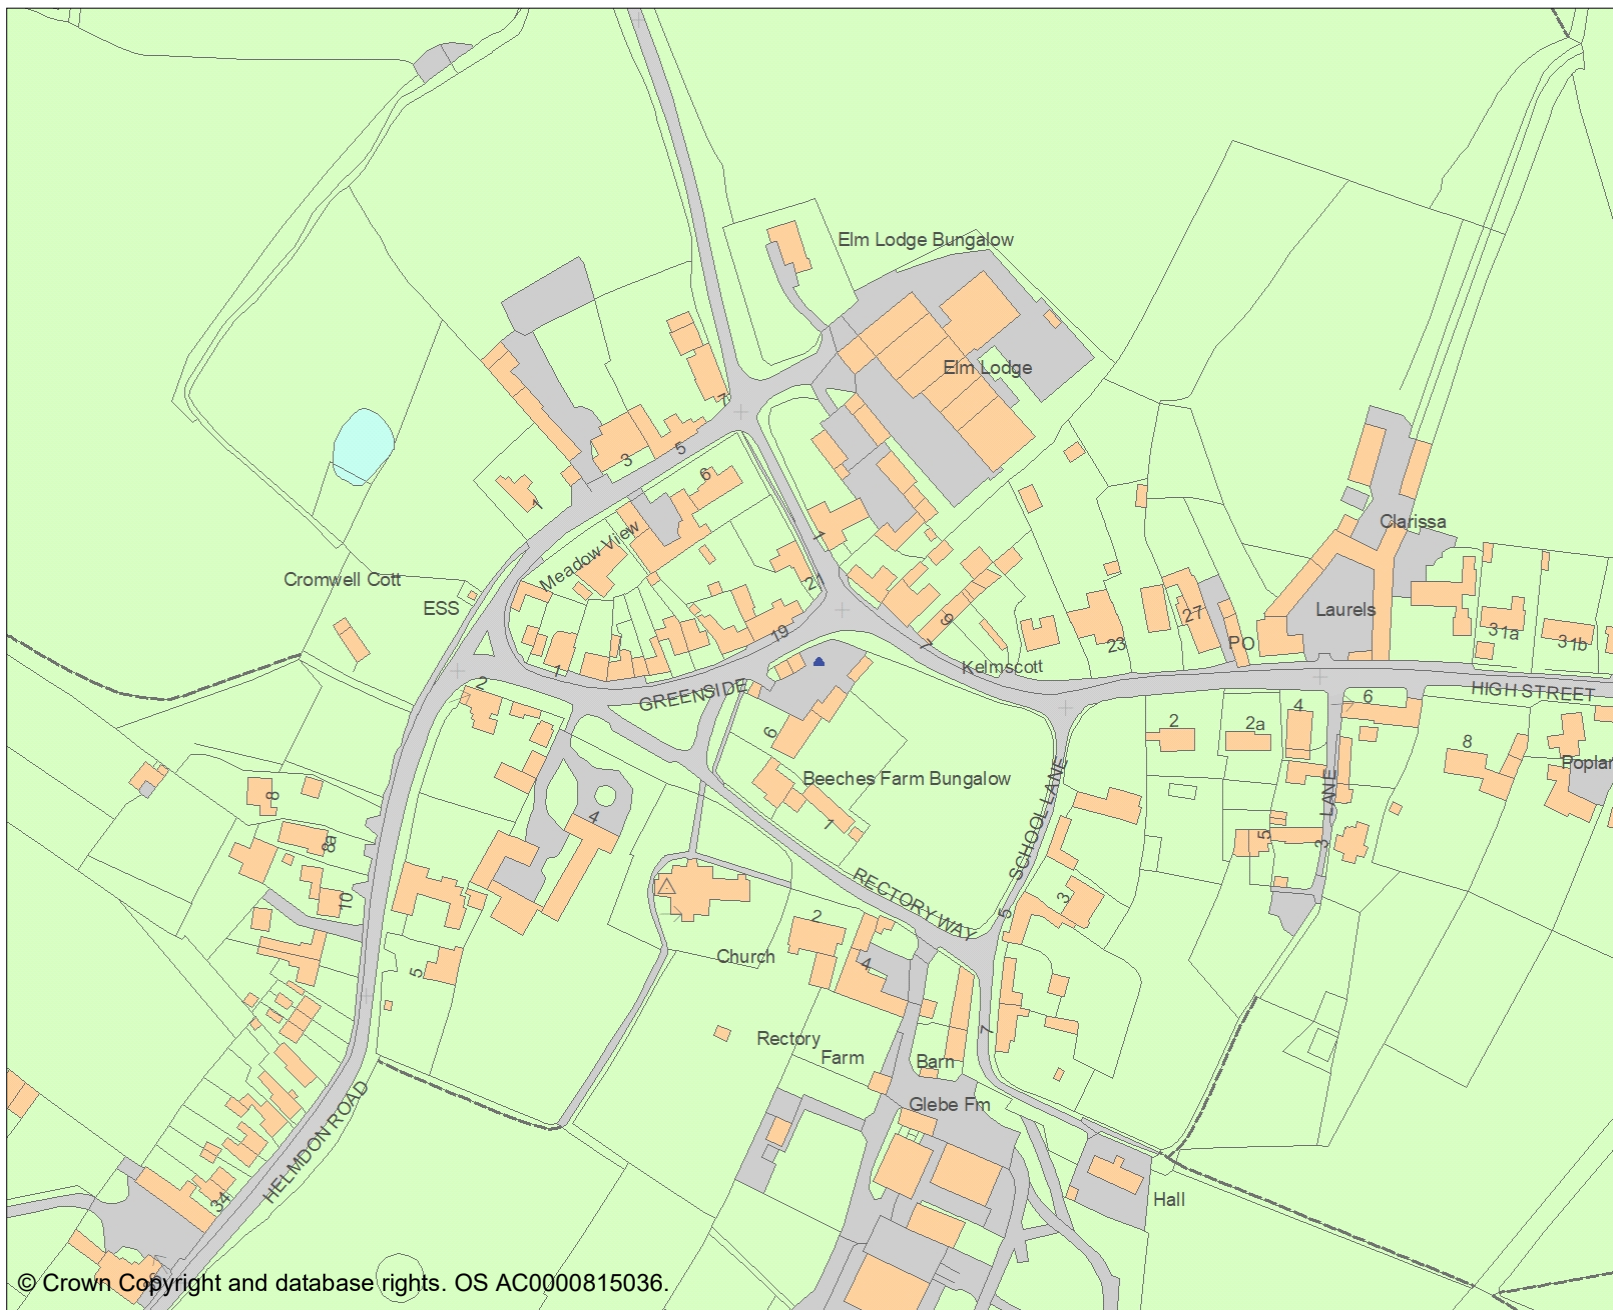 Elm Lodge Bungalow
Elm Lodge
7
5
3
6
1
Clarissa
Meadow View
1
Cromwell Cott
ESS
21
19
9
7
27
Laurels
23
PO
31a
31b
Kelmscott
1
2
GREENSIDE
HIGH STREET
6
2
2a
4
6
8
Poplar
Beeches Farm Bungalow
1
SCHOOL LANE
LANE
8
8a
4
5
3
10
RECTORY WAY
3
5
2
Church
4
5
7
Rectory
Farm
Barn
Glebe Fm
HELMDON ROAD
34
Hall
© Crown Copyright and database rights. OS AC0000815036.